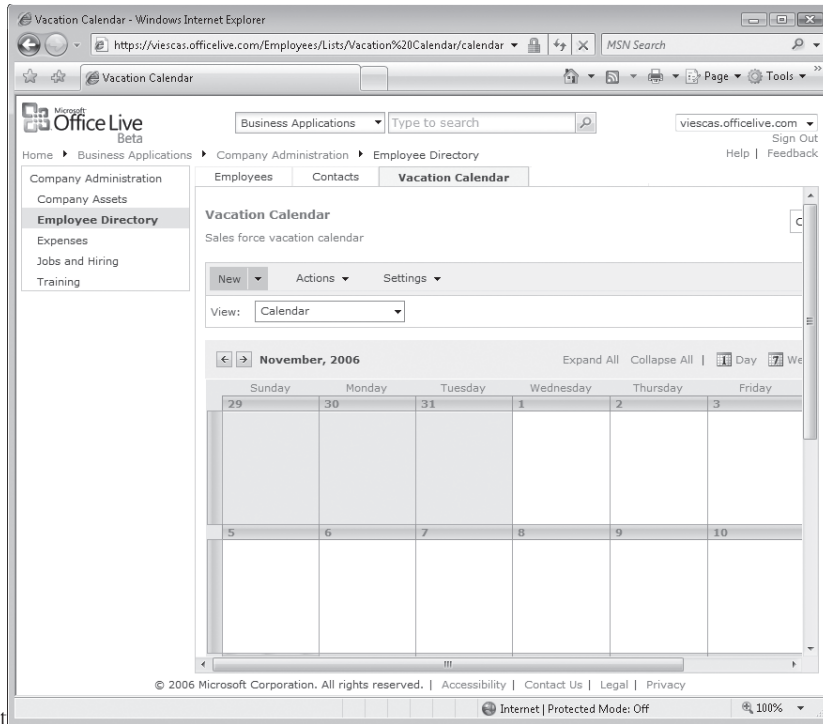 Vacation Calendar - Windows Internet Explorer
https://viescas.officelive.com/Employees/Lists/Vacation%20Calendar/calendar
MSN Search
Vacation Calendar
Page
Tools
Microsoft
Office Live
Beta
Business Applications
Type to search
viescas.officelive.com
Sign Out
Home Business Applications Company Administration Employee Directory
Help | Feedback
Company Administration
Company Assets
Employee Directory
Expenses
Jobs and Hiring
Training
Employees Contacts Vacation Calendar
Vacation Calendar
Sales force vacation calendar
New Actions Settings
View: Calendar
November, 2006
Expand All Collapse All | 1 Day 7 We
Sunday Monday Tuesday Wednesday Thursday Friday
29 30 31 1 2 3
5 6 7 8 9 10
© 2006 Microsoft Corporation. All rights reserved. | Accessibility | Contact Us | Legal | Privacy
Internet | Protected Mode: Off
100%